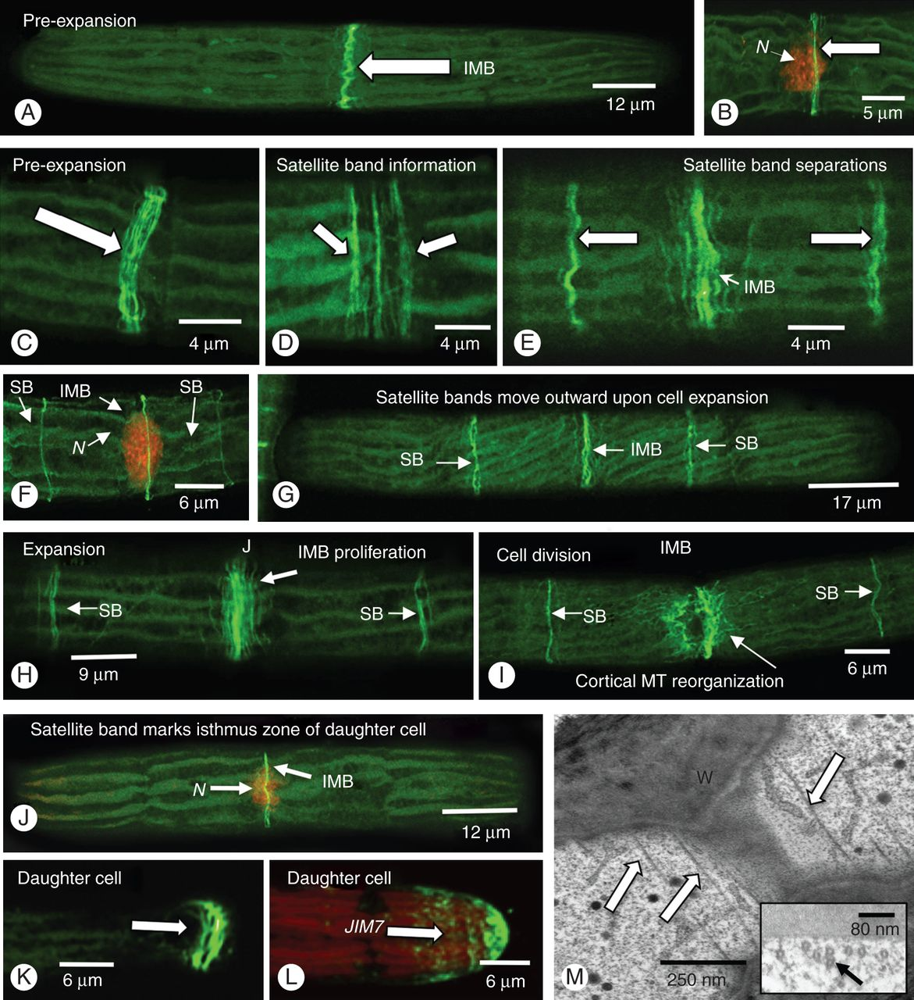 Pre-expansion
IMB
12 μm
A
N
5 μm
B
Pre-expansion
4 μm
C
Satellite band information
4 μm
D
Satellite band separations
IMB
4 μm
E
SB
IMB
SB
N
6 μm
F
Satellite bands move outward upon cell expansion
SB
IMB
SB
17 μm
G
Expansion
J
IMB proliferation
SB
SB
9 μm
H
IMB
Cell division
SB
SB
6 μm
Cortical MT reorganization
I
Satellite band marks isthmus zone of daughter cell
N
IMB
12 μm
J
Daughter cell
6 μm
K
Daughter cell
JIM7
6 μm
L
W
80 nm
250 nm
M